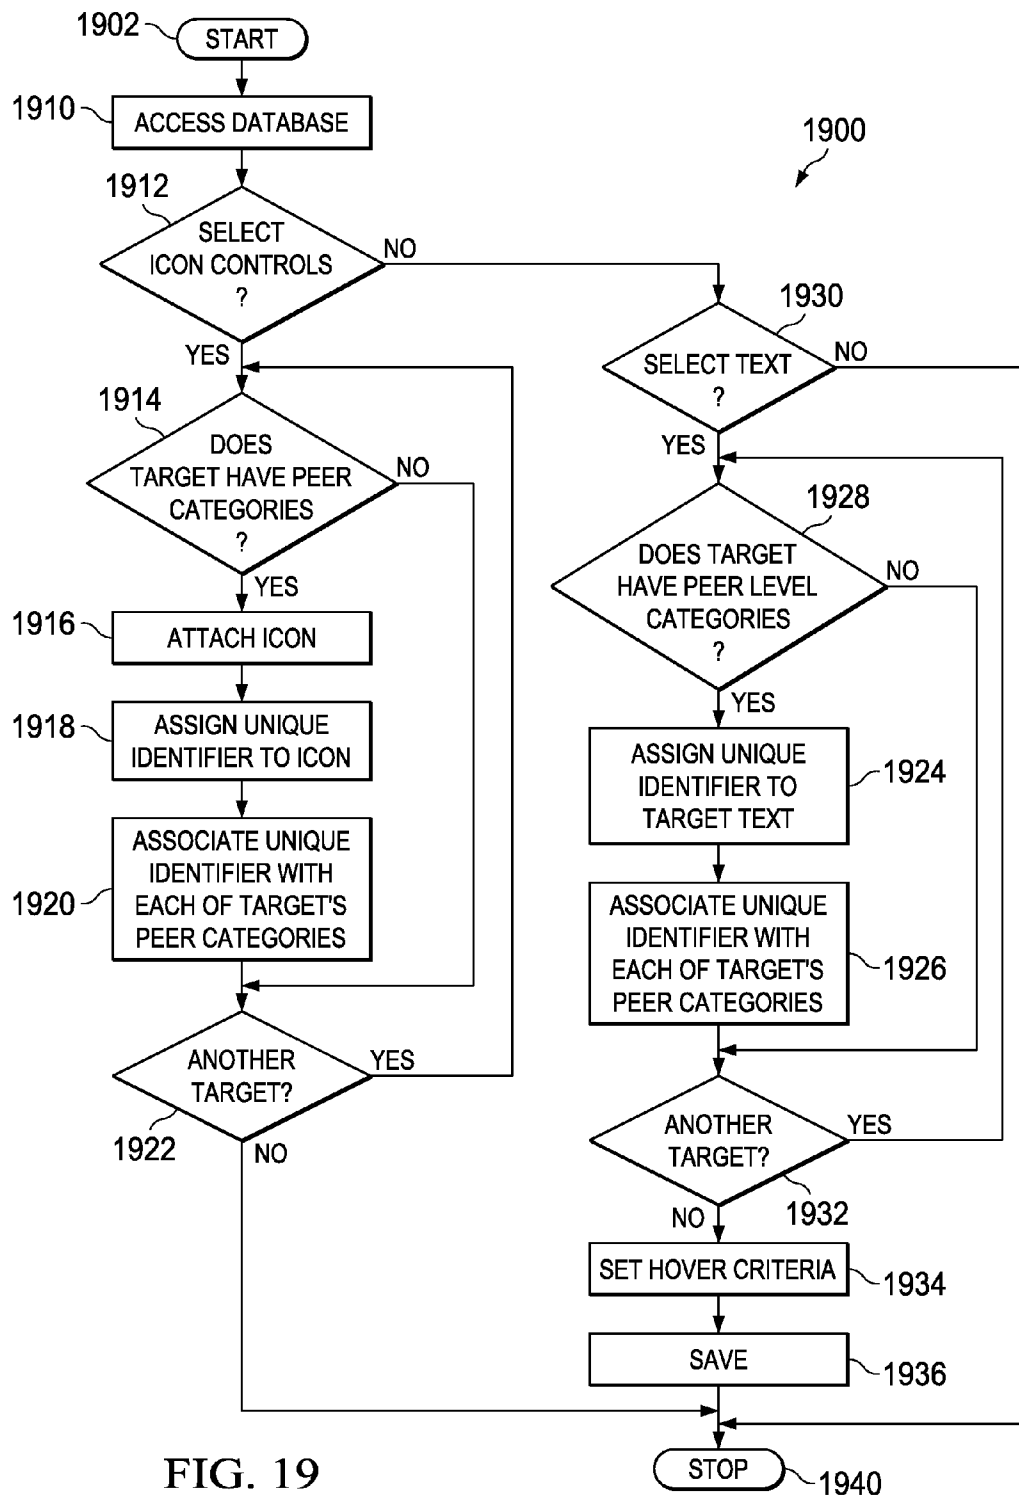 1902
START
1910
ACCESS DATABASE
1900
1912
SELECT
ICON CONTROLS
?
NO
YES
1930
SELECT TEXT
?
NO
YES
1914
DOES
TARGET HAVE PEER
CATEGORIES
?
NO
YES
1928
DOES TARGET
HAVE PEER LEVEL
CATEGORIES
?
NO
YES
1916
ATTACH ICON
1918
ASSIGN UNIQUE
IDENTIFIER TO ICON
1920
ASSOCIATE UNIQUE
IDENTIFIER WITH
EACH OF TARGET'S
PEER CATEGORIES
ANOTHER
TARGET?
YES
1922
NO
ASSIGN UNIQUE
IDENTIFIER TO
TARGET TEXT
1924
ASSOCIATE UNIQUE
IDENTIFIER WITH
EACH OF TARGET'S
PEER CATEGORIES
1926
ANOTHER
TARGET?
YES
1932
NO
SET HOVER CRITERIA
1934
SAVE
1936
STOP
1940
FIG. 19